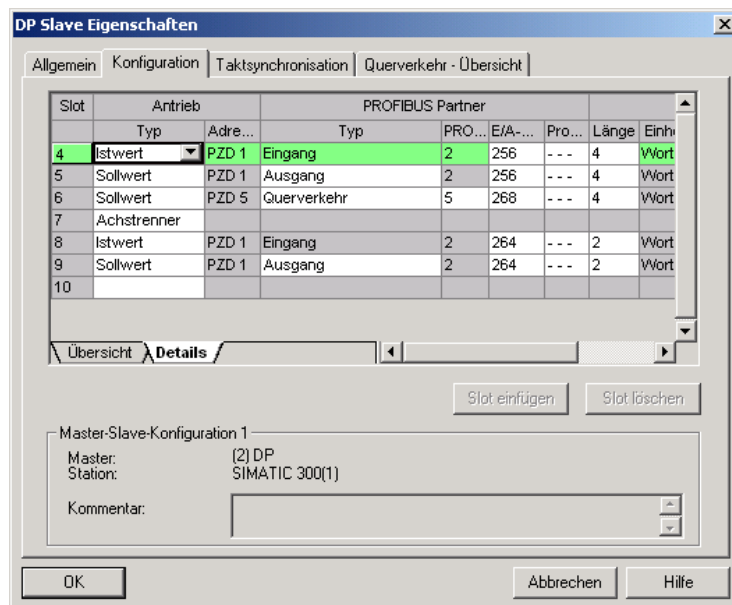 DP Slave Eigenschaften
Allgemein Konfiguration Taktsynchronisation Querverkehr - Übersicht
Slot Antrieb PROFIBUS Partner
Typ Adre... Typ PRO... E/A-... Pro... Länge Einh
4 Istwert PZD 1 Eingang 2 256 - - - 4 Wort
5 Sollwert PZD 1 Ausgang 2 256 - - - 4 Wort
6 Sollwert PZD 5 Querverkehr 5 268 - - - 4 Wort
7 Achstrenner
8 Istwert PZD 1 Eingang 2 264 - - - 2 Wort
9 Sollwert PZD 1 Ausgang 2 264 - - - 2 Wort
10
Übersicht Details
Slot einfügen Slot löschen
Master-Slave-Konfiguration 1
Master: (2) DP
Station: SIMATIC 300(1)
Kommentar:
OK Abbrechen Hilfe